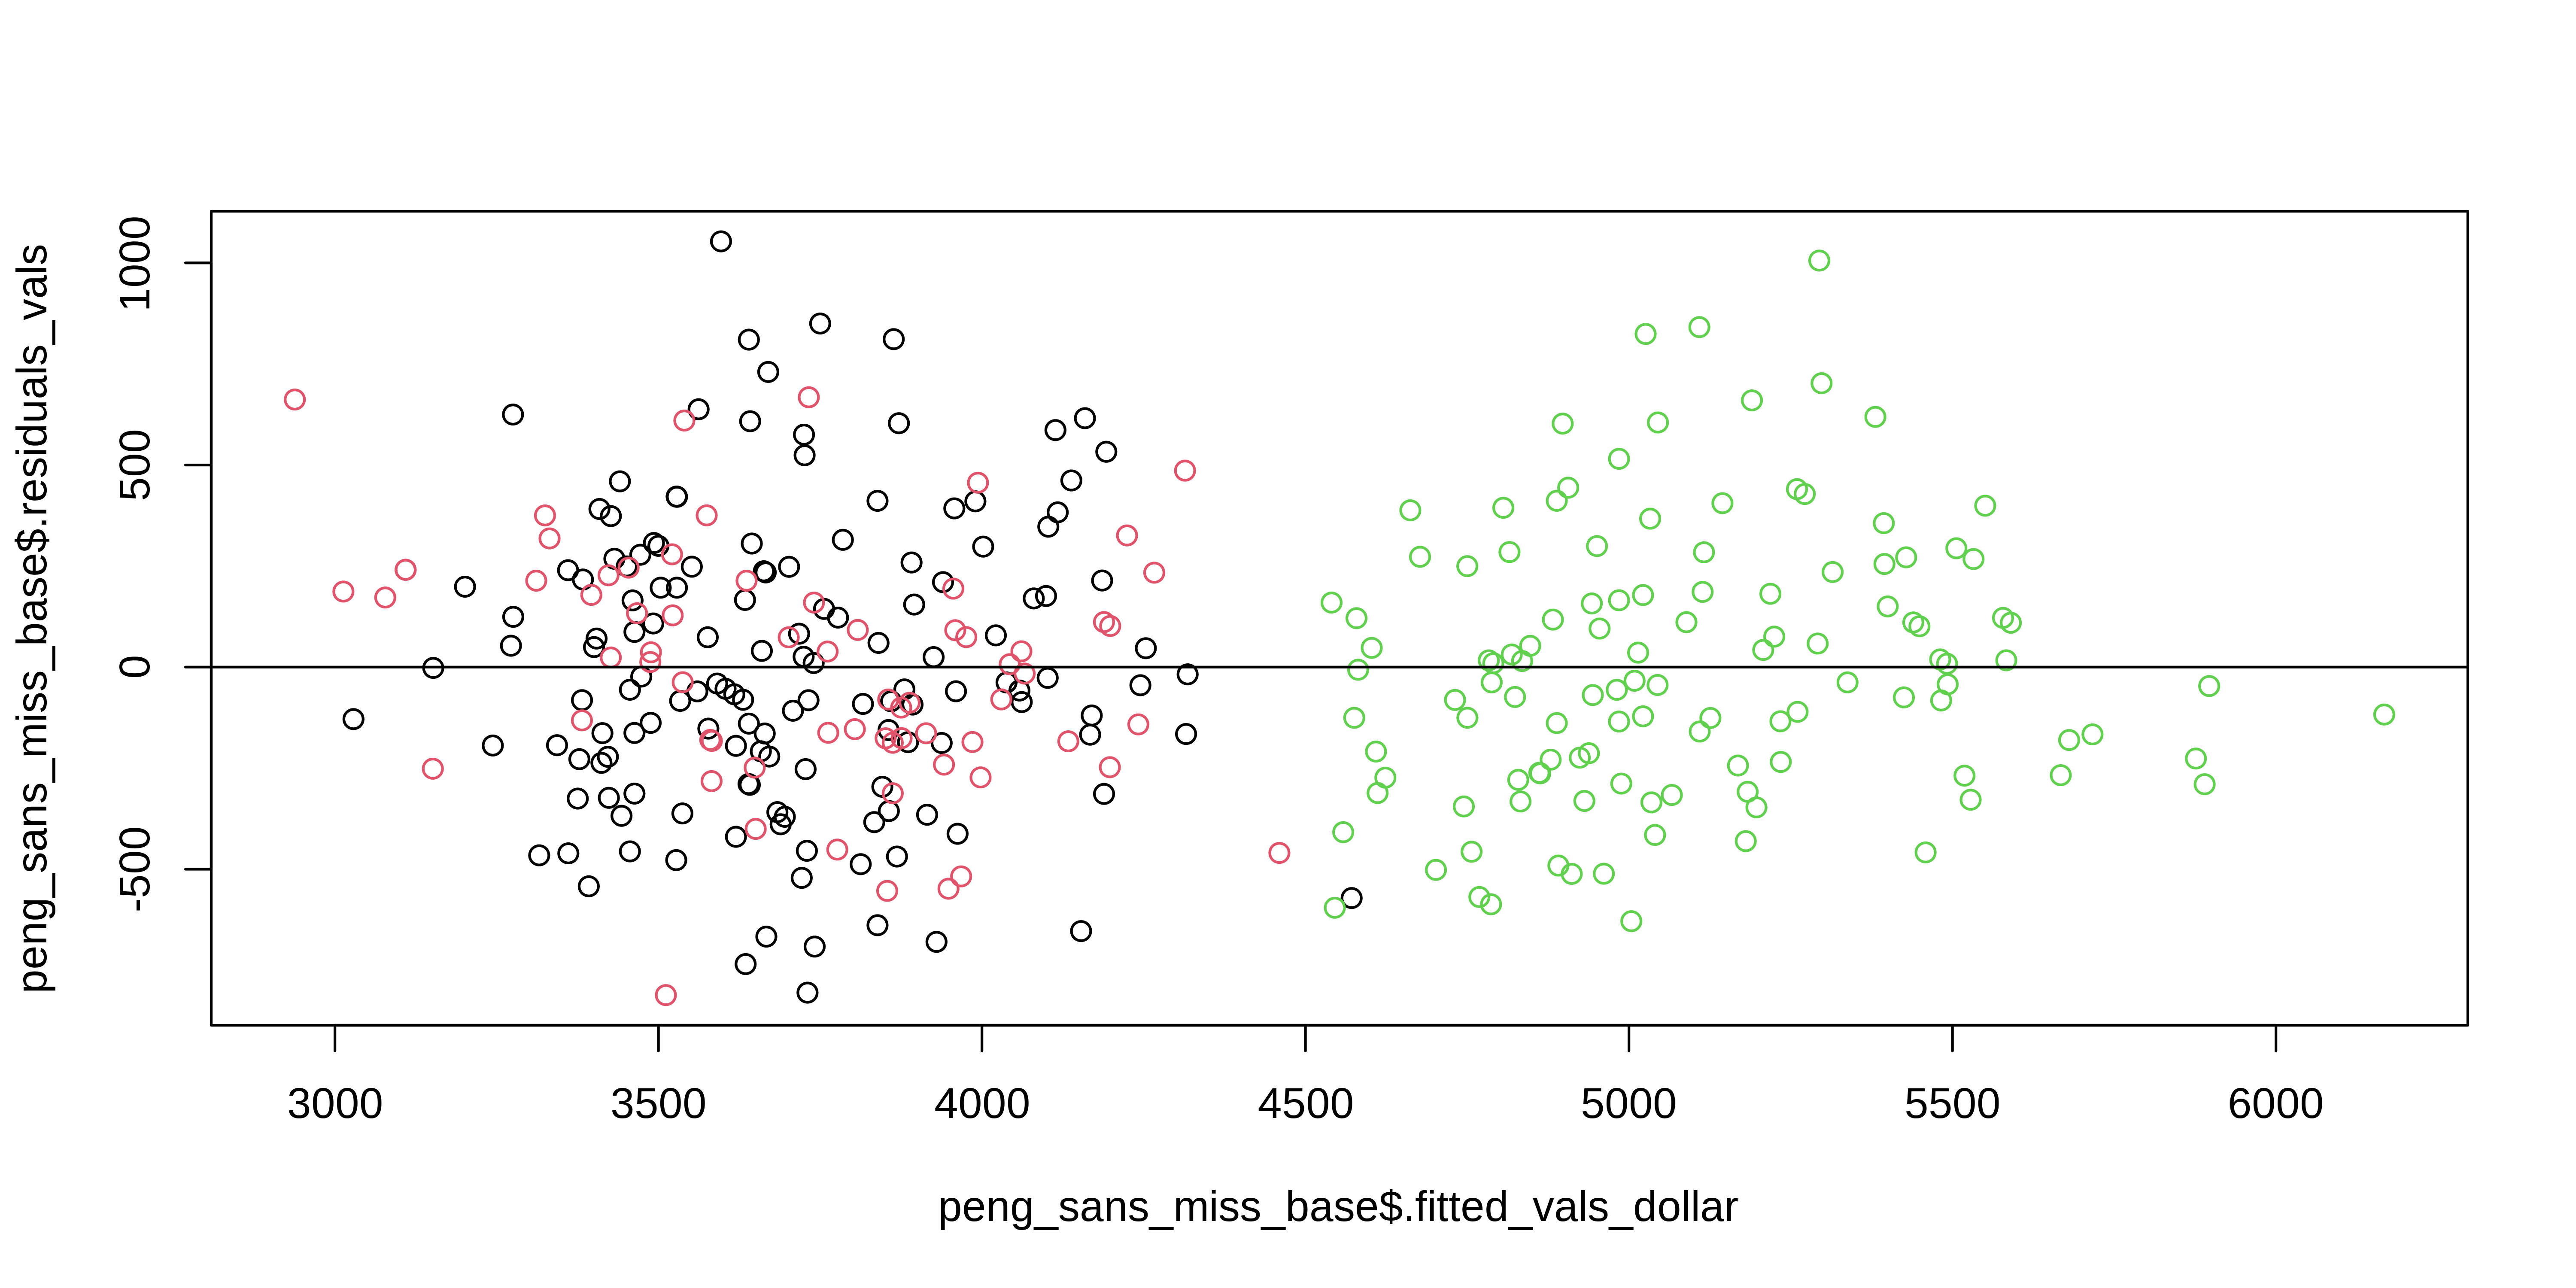 peng_sans_miss_base$.residuals_vals
1000
500
0
-500
3000 3500 4000 4500 5000 5500 6000
peng_sans_miss_base$.fitted_vals_dollar